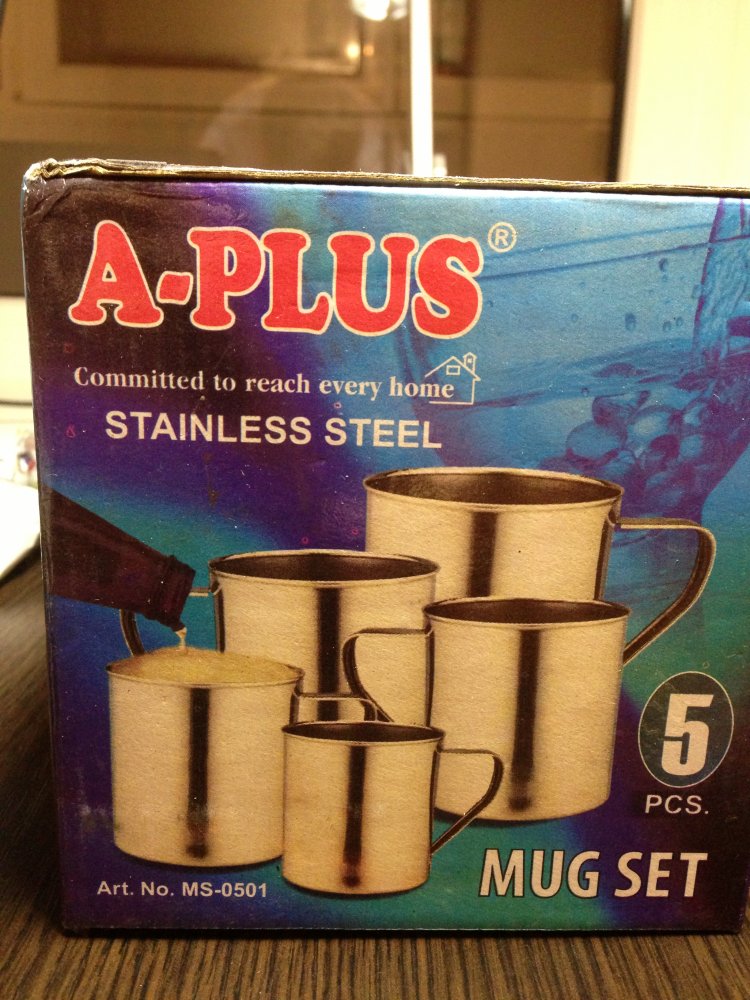 A-PLUS®
Committed to reach every home
STAINLESS STEEL
5
PCS.
MUG SET
Art. No. MS-0501